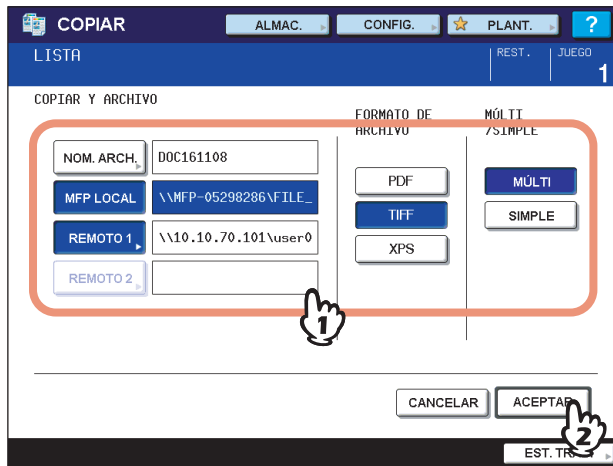 COPIAR
ALMAC.
CONFIG.
PLANT.
?
LISTA
REST.
JUEGO
1
COPIAR Y ARCHIVO
FORMATO DE
ARCHIVO
MÚLTI
/SIMPLE
NOM. ARCH.
DOC161108
MFP LOCAL
\\MFP-05298286\FILE_
REMOTO 1
\\10.10.70.101\user0
REMOTO 2
PDF
TIFF
XPS
MÚLTI
SIMPLE
1
CANCELAR
ACEPTAR
2
EST.